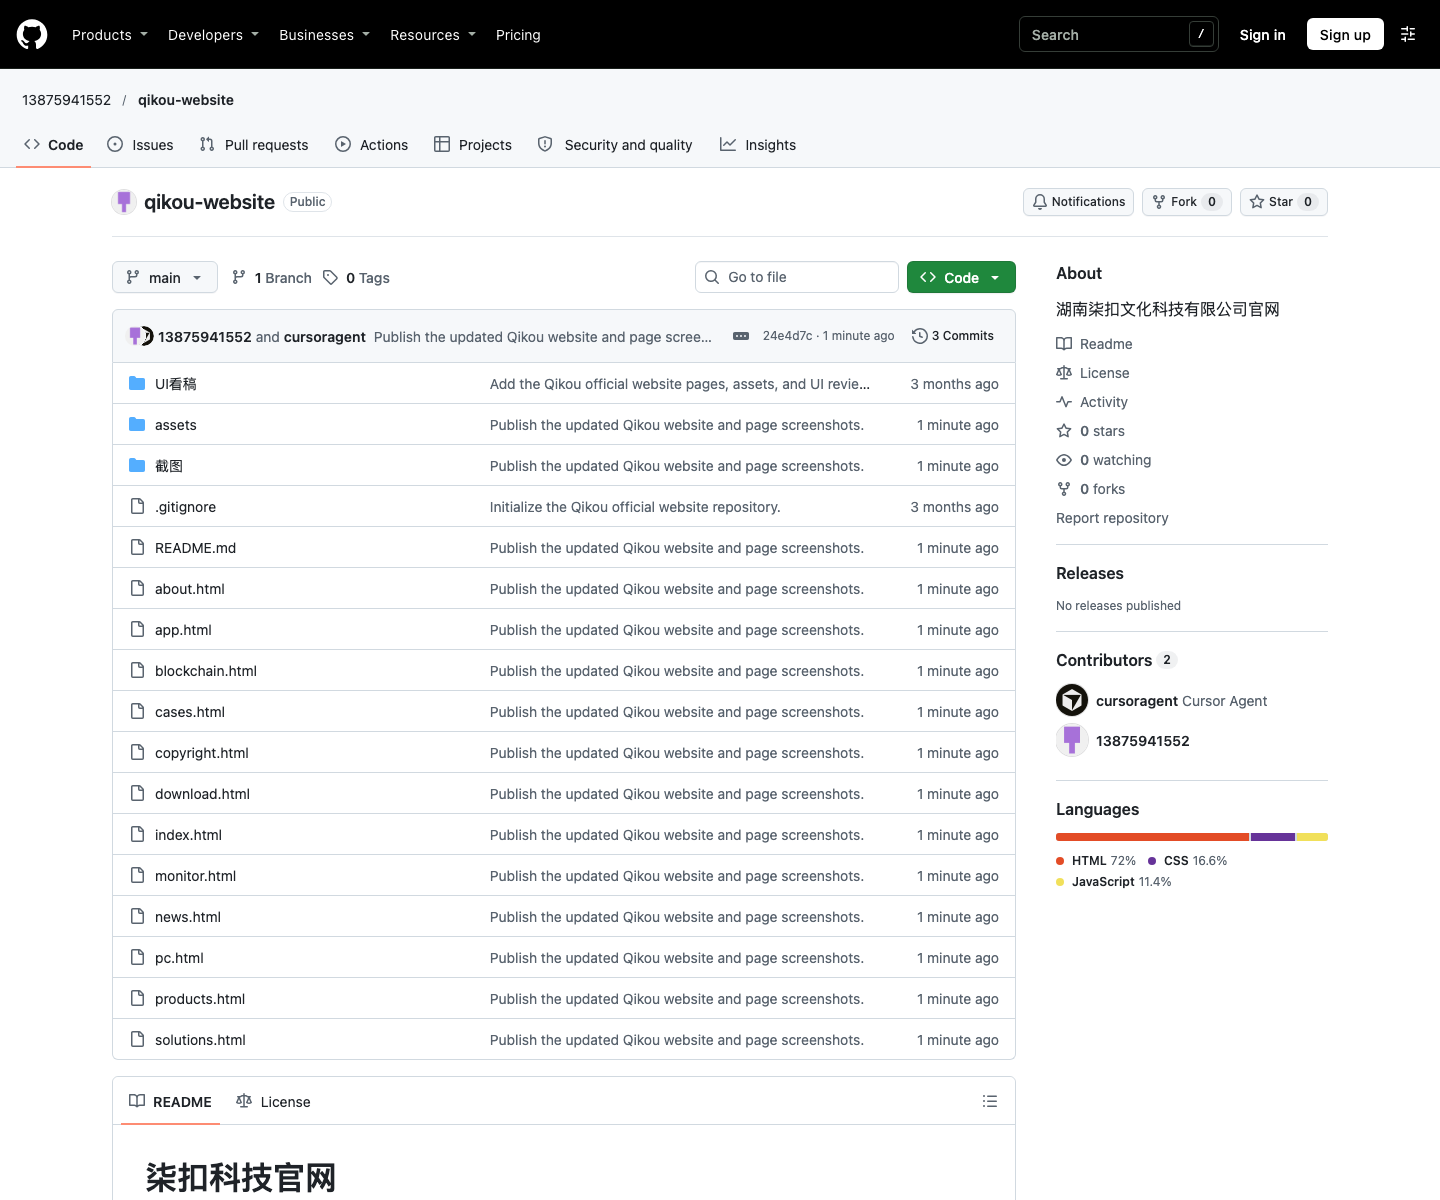 Products Developers Businesses Resources Pricing Search / Sign in Sign up
13875941552 / qikou-website
Code Issues Pull requests Actions Projects Security and quality Insights
qikou-website Public Notifications Fork 0 Star 0
main 1 Branch 0 Tags Go to file Code
13875941552 and cursoragent Publish the updated Qikou website and page scree... 24e4d7c · 1 minute ago 3 Commits
UI看稿 Add the Qikou official website pages, assets, and UI revie... 3 months ago
assets Publish the updated Qikou website and page screenshots. 1 minute ago
截图 Publish the updated Qikou website and page screenshots. 1 minute ago
.gitignore Initialize the Qikou official website repository. 3 months ago
README.md Publish the updated Qikou website and page screenshots. 1 minute ago
about.html Publish the updated Qikou website and page screenshots. 1 minute ago
app.html Publish the updated Qikou website and page screenshots. 1 minute ago
blockchain.html Publish the updated Qikou website and page screenshots. 1 minute ago
cases.html Publish the updated Qikou website and page screenshots. 1 minute ago
copyright.html Publish the updated Qikou website and page screenshots. 1 minute ago
download.html Publish the updated Qikou website and page screenshots. 1 minute ago
index.html Publish the updated Qikou website and page screenshots. 1 minute ago
monitor.html Publish the updated Qikou website and page screenshots. 1 minute ago
news.html Publish the updated Qikou website and page screenshots. 1 minute ago
pc.html Publish the updated Qikou website and page screenshots. 1 minute ago
products.html Publish the updated Qikou website and page screenshots. 1 minute ago
solutions.html Publish the updated Qikou website and page screenshots. 1 minute ago
README License
柒扣科技官网
About
湖南柒扣文化科技有限公司官网
Readme
License
Activity
0 stars
0 watching
0 forks
Report repository
Releases
No releases published
Contributors 2
cursoragent Cursor Agent
13875941552
Languages
HTML 72% CSS 16.6%
JavaScript 11.4%